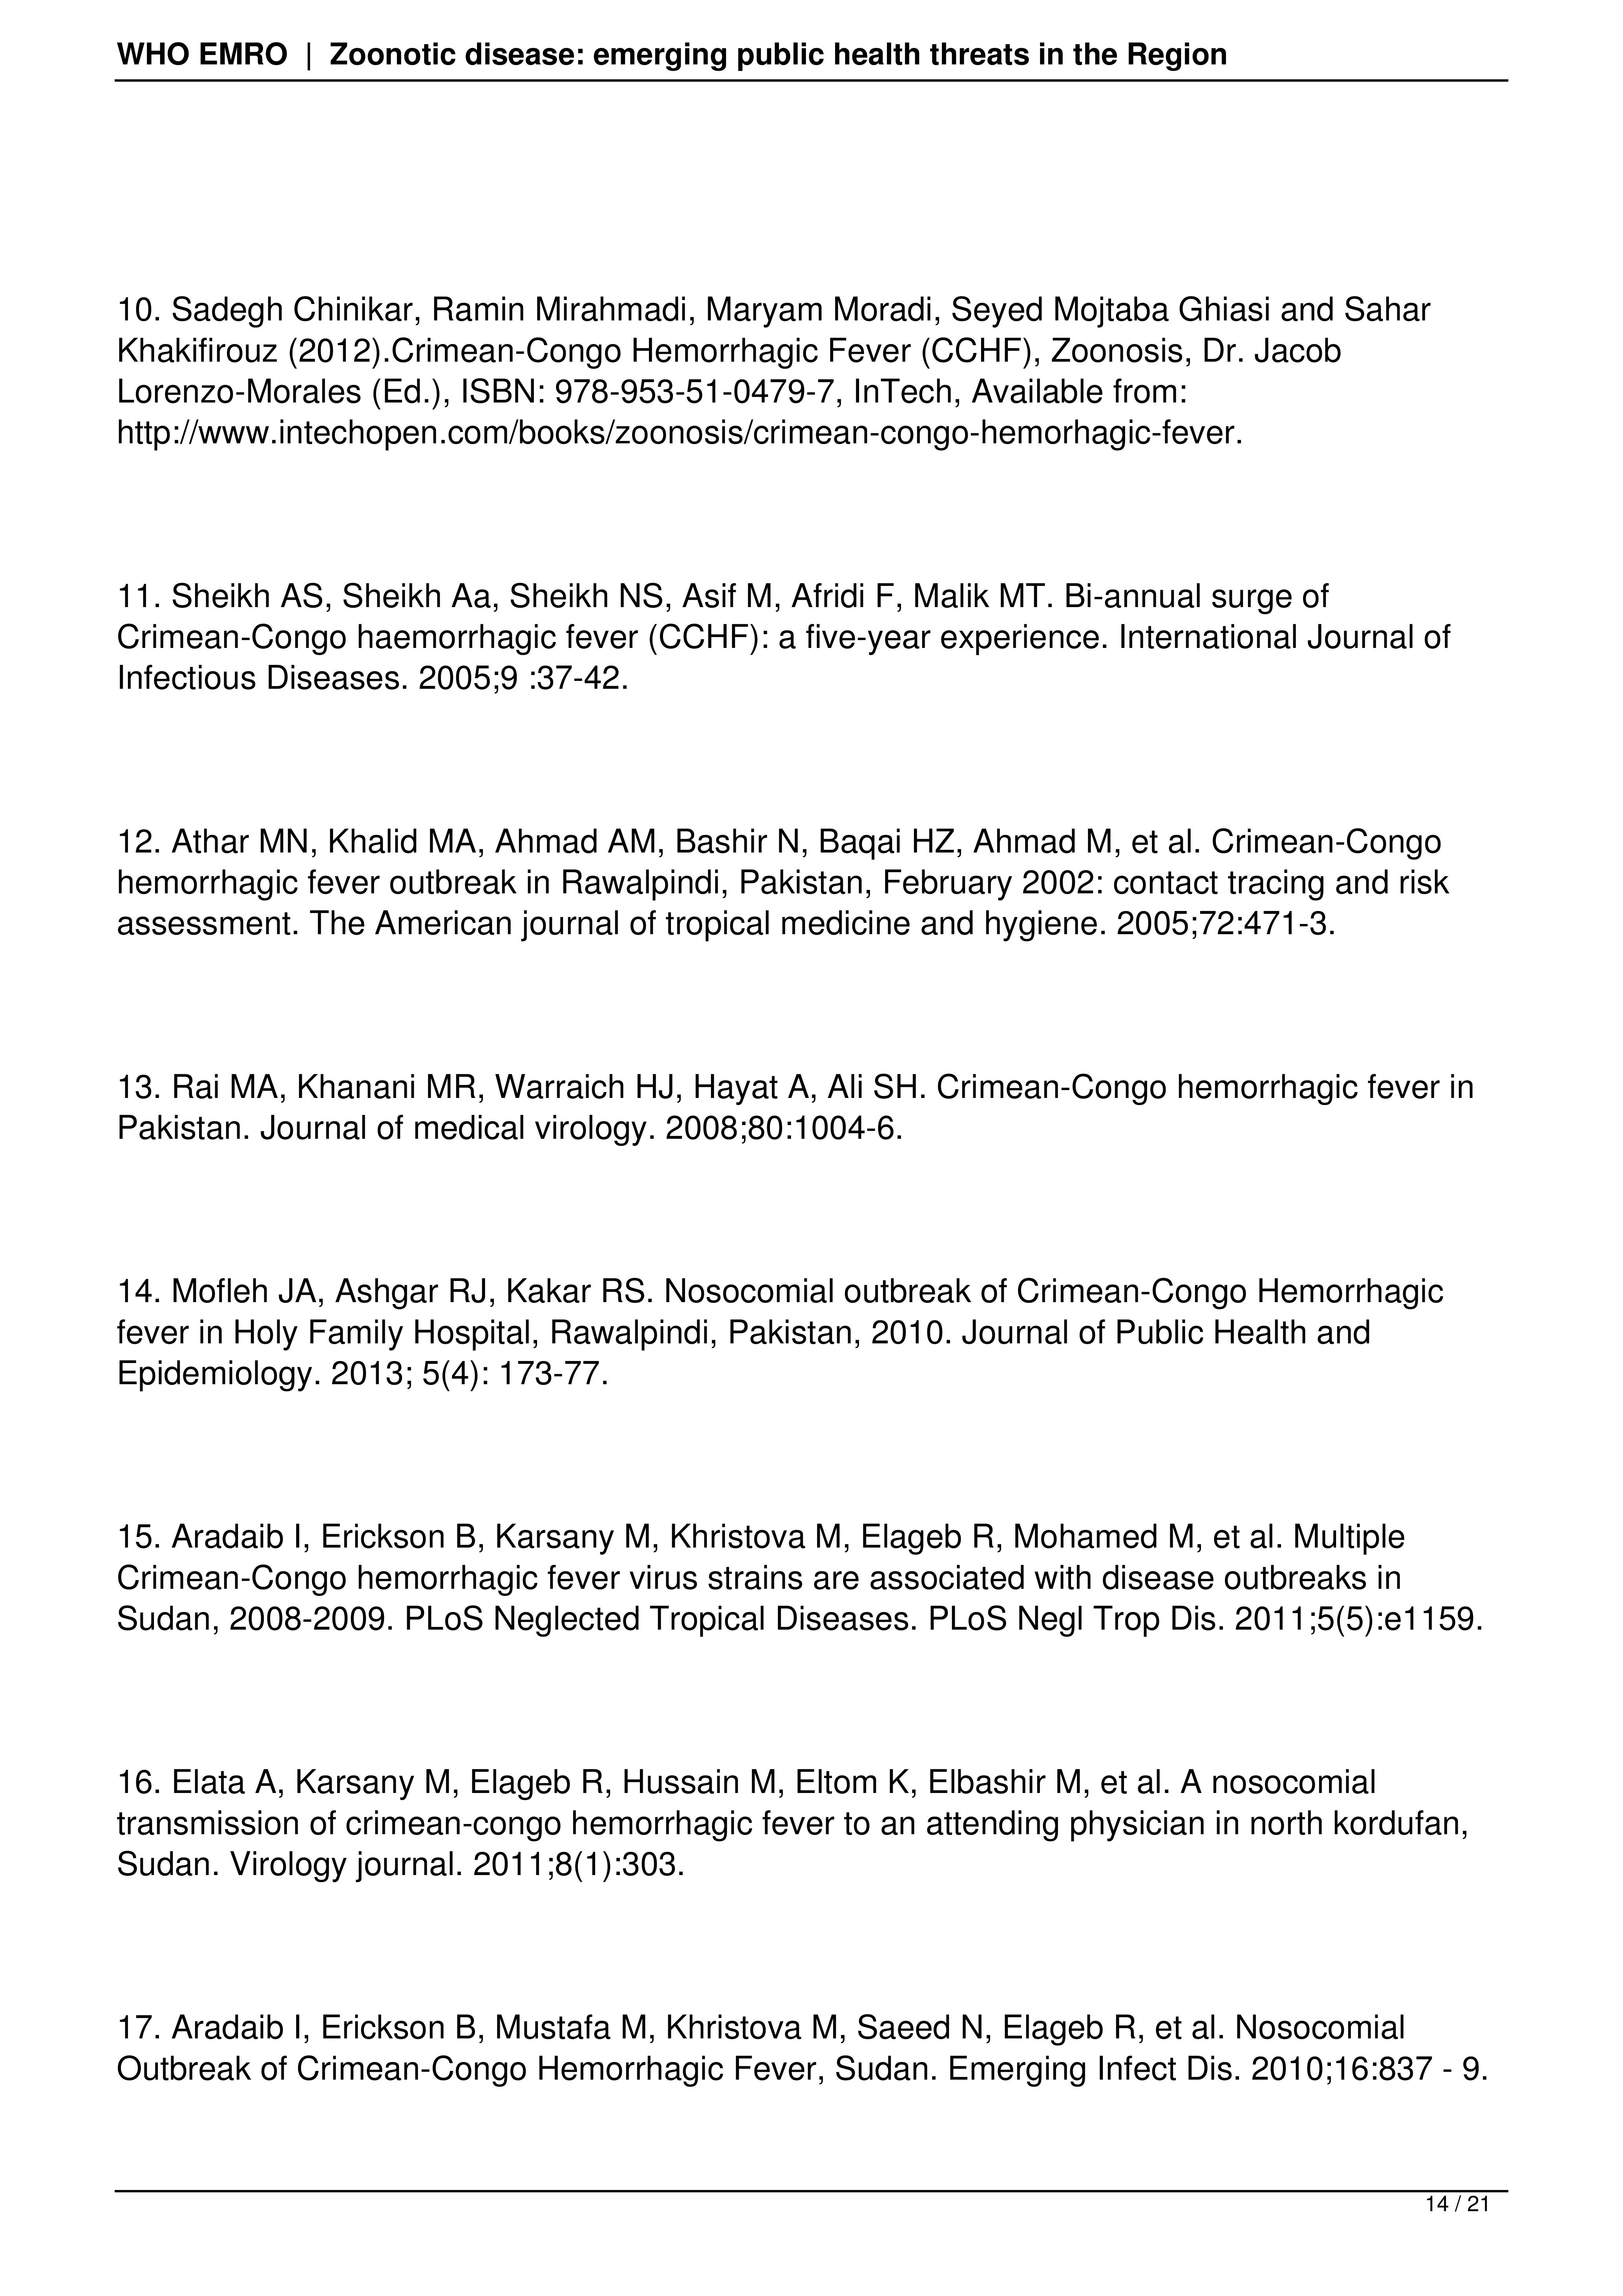 WHO EMRO | Zoonotic disease: emerging public health threats in the Region
10. Sadegh Chinikar, Ramin Mirahmadi, Maryam Moradi, Seyed Mojtaba Ghiasi and Sahar
Khakifirouz (2012).Crimean-Congo Hemorrhagic Fever (CCHF), Zoonosis, Dr. Jacob
Lorenzo-Morales (Ed.), ISBN: 978-953-51-0479-7, InTech, Available from:
http://www.intechopen.com/books/zoonosis/crimean-congo-hemorhagic-fever.
11. Sheikh AS, Sheikh Aa, Sheikh NS, Asif M, Afridi F, Malik MT. Bi-annual surge of
Crimean-Congo haemorrhagic fever (CCHF): a five-year experience. International Journal of
Infectious Diseases. 2005;9 :37-42.
12. Athar MN, Khalid MA, Ahmad AM, Bashir N, Baqai HZ, Ahmad M, et al. Crimean-Congo
hemorrhagic fever outbreak in Rawalpindi, Pakistan, February 2002: contact tracing and risk
assessment. The American journal of tropical medicine and hygiene. 2005;72:471-3.
13. Rai MA, Khanani MR, Warraich HJ, Hayat A, Ali SH. Crimean-Congo hemorrhagic fever in
Pakistan. Journal of medical virology. 2008;80:1004-6.
14. Mofleh JA, Ashgar RJ, Kakar RS. Nosocomial outbreak of Crimean-Congo Hemorrhagic
fever in Holy Family Hospital, Rawalpindi, Pakistan, 2010. Journal of Public Health and
Epidemiology. 2013; 5(4): 173-77.
15. Aradaib I, Erickson B, Karsany M, Khristova M, Elageb R, Mohamed M, et al. Multiple
Crimean-Congo hemorrhagic fever virus strains are associated with disease outbreaks in
Sudan, 2008-2009. PLoS Neglected Tropical Diseases. PLoS Negl Trop Dis. 2011;5(5):e1159.
16. Elata A, Karsany M, Elageb R, Hussain M, Eltom K, Elbashir M, et al. A nosocomial
transmission of crimean-congo hemorrhagic fever to an attending physician in north kordufan,
Sudan. Virology journal. 2011;8(1):303.
17. Aradaib I, Erickson B, Mustafa M, Khristova M, Saeed N, Elageb R, et al. Nosocomial
Outbreak of Crimean-Congo Hemorrhagic Fever, Sudan. Emerging Infect Dis. 2010;16:837 - 9.
14 / 21